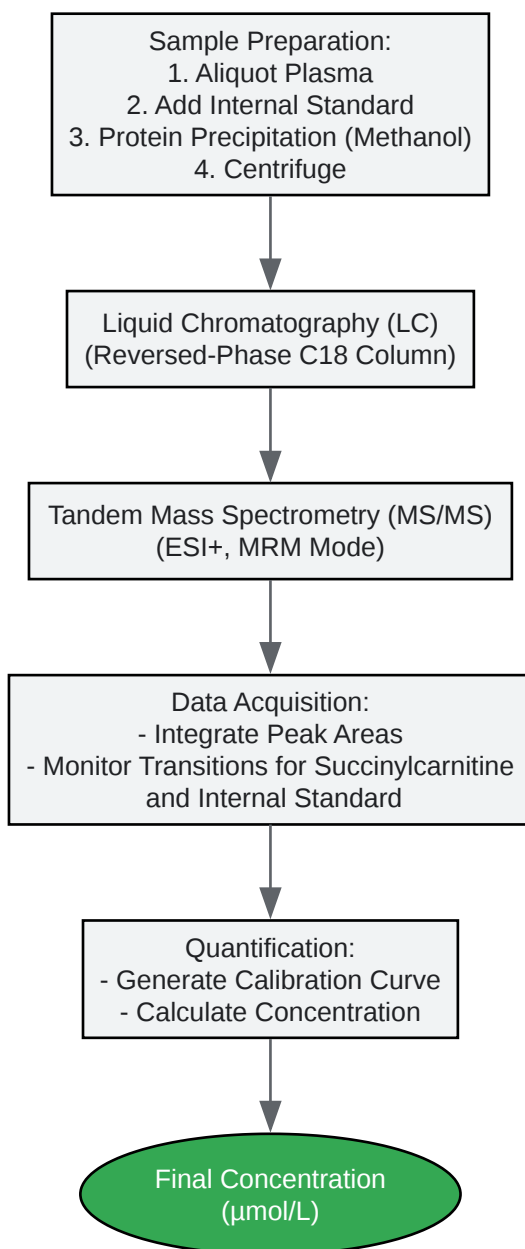 Sample Preparation:
1. Aliquot Plasma
2. Add Internal Standard
3. Protein Precipitation (Methanol)
4. Centrifuge
Liquid Chromatography (LC)
(Reversed-Phase C18 Column)
Tandem Mass Spectrometry (MS/MS)
(ESI+, MRM Mode)
Data Acquisition:
- Integrate Peak Areas
- Monitor Transitions for Succinylcarnitine
and Internal Standard
Quantification:
- Generate Calibration Curve
- Calculate Concentration
Final Concentration
(µmol/L)